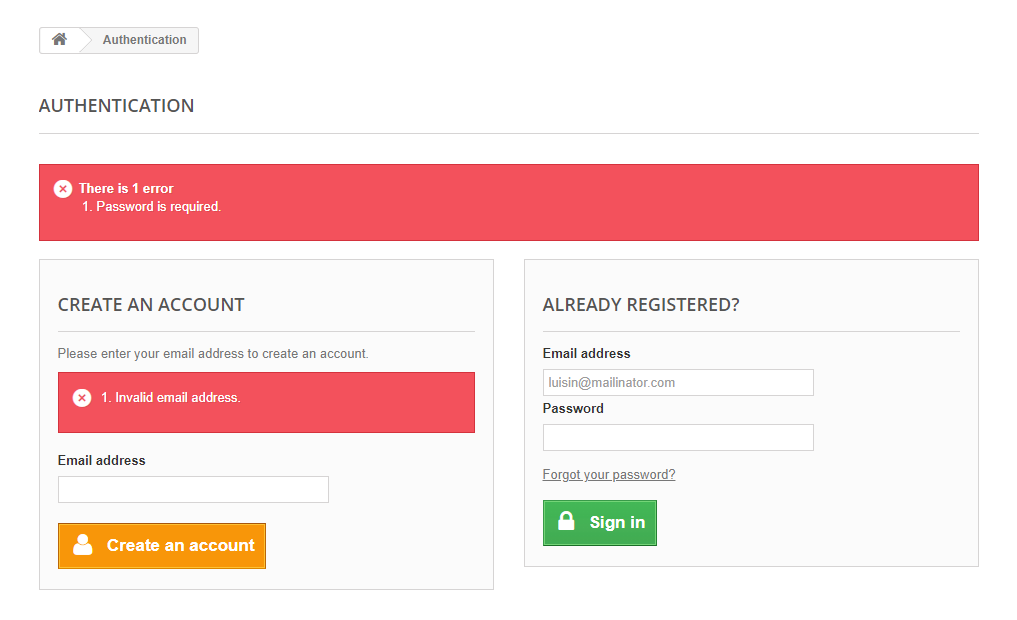 Authentication
AUTHENTICATION
There is 1 error
1. Password is required.
CREATE AN ACCOUNT
Please enter your email address to create an account.
1. Invalid email address.
Email address
Create an account
ALREADY REGISTERED?
Email address
luisin@mailinator.com
Password
Forgot your password?
Sign in